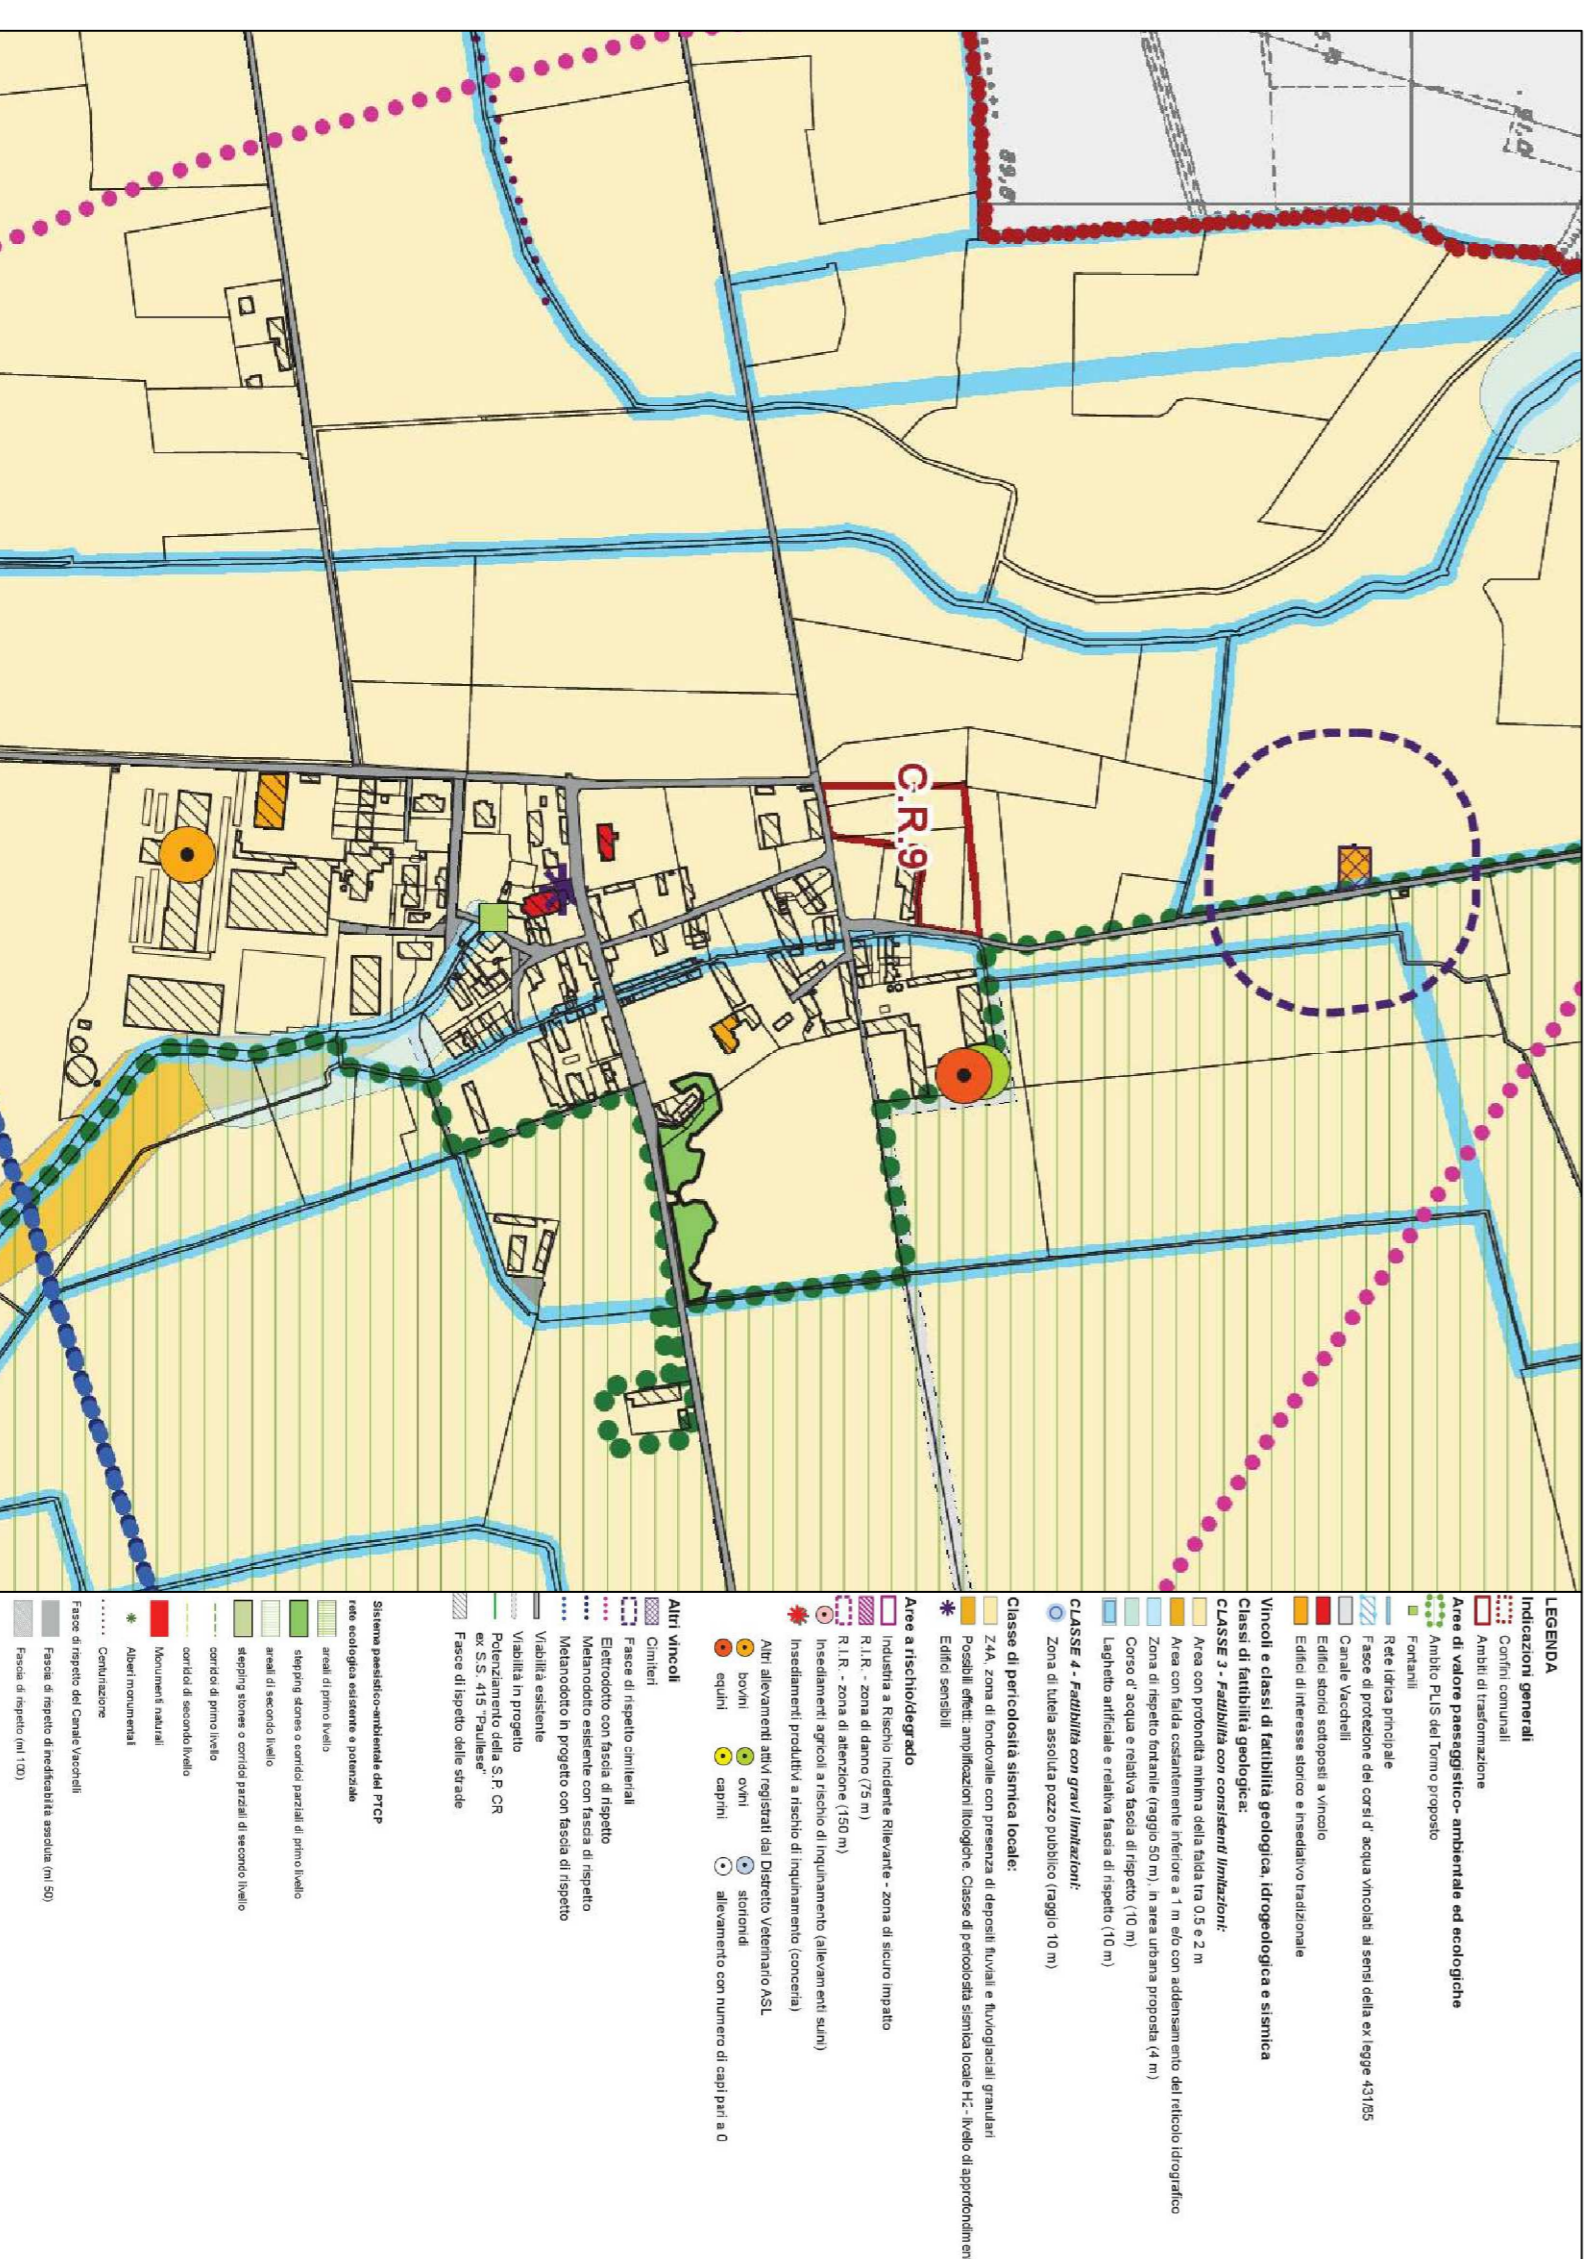 C.R.9
89,8
LEGENDA
Indicazioni generali
Confini comunali
Ambiti di trasformazione
Aree di valore paesaggistico- ambientale ed ecologiche
Ambito PLIS del Tormo proposto
Fontanili
Rete idrica principale
Fasce di protezione dei corsi d' acqua vincolati ai sensi della ex legge 431/85
Canale Vacchelli
Edifici storici sottoposti a vincolo
Edifici di interesse storico e insediativo tradizionale
Vincoli e classi di fattibilità geologica, idrogeologica e sismica
Classi di fattibilità geologica:
CLASSE 3 - Fattibilità con consistenti limitazioni:
Area con profondità minima della falda tra 0.5 e 2 m
Area con falda costantemente inferiore a 1 m e/o con addensamento del reticolo idrografico
Zona di rispetto fontanile (raggio 50 m), in area urbana proposta (4 m)
Corso d' acqua e relativa fascia di rispetto (10 m)
Laghetto artificiale e relativa fascia di rispetto (10 m)
CLASSE 4 - Fattibilità con gravi limitazioni:
Zona di tutela assoluta pozzo pubblico (raggio 10 m)
Classe di pericolosità sismica locale:
Z4A, zona di fondovalle con presenza di depositi fluviali e fluvioglaciali granulari
Possibili effetti: amplificazioni litologiche. Classe di pericolosità sismica locale H2 - livello di approfondimen
Edifici sensibili
Aree a rischio/degrado
Industria a Rischio Incidente Rilevante - zona di sicuro impatto
R.I.R. - zona di danno (75 m)
R.I.R. - zona di attenzione (150 m)
Insediamenti agricoli a rischio di inquinamento (allevamenti suini)
Insediamenti produttivi a rischio di inquinamento (conceria)
Altri allevamenti attivi registrati dal Distretto Veterinario ASL
bovini ovini storionidi
equini caprini allevamento con numero di capi pari a 0
Altri vincoli
Cimiteri
Fasce di rispetto cimiteriali
Elettrodotto con fascia di rispetto
Metanodotto esistente con fascia di rispetto
Metanodotto in progetto con fascia di rispetto
Viabilità esistente
Viabilità in progetto
Potenziamento della S.P. CR
ex S.S. 415 "Paullese"
Fasce di ispetto delle strade
Sistema paesistico-ambientale del PTCP
rete ecologica esistente e potenziale
areali di primo livello
stepping stones o corridoi parziali di primo livello
areali di secondo livello
stepping stones o corridoi parziali di secondo livello
corridoi di primo livello
corridoi di secondo livello
Monumenti naturali
Alberi monumentali
Centuriazione
Fasce di rispetto del Canale Vacchelli
Fascia di rispetto di inedificabilità assoluta (ml 50)
Fascia di rispetto (ml 100)